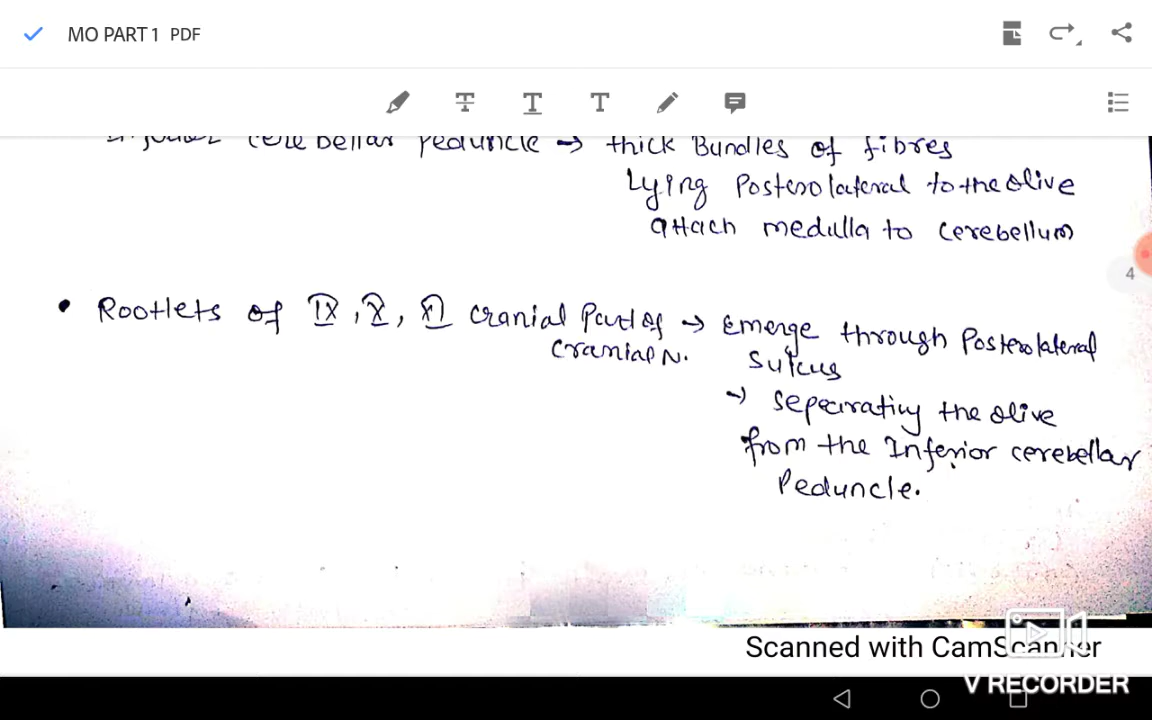 MO PART 1 PDF
cerebellar Peduncle → thick Bundles of fibres
Lying Posterolateral to the olive
attach medulla to cerebellum
4
• Rootlets of IX, X, XI cranial Part of → Emerge through Posterolateral
cranial N. Sulcus
→ separating the olive
from the Inferior cerebellar
Peduncle.
Scanned with CamScanner
V RECORDER